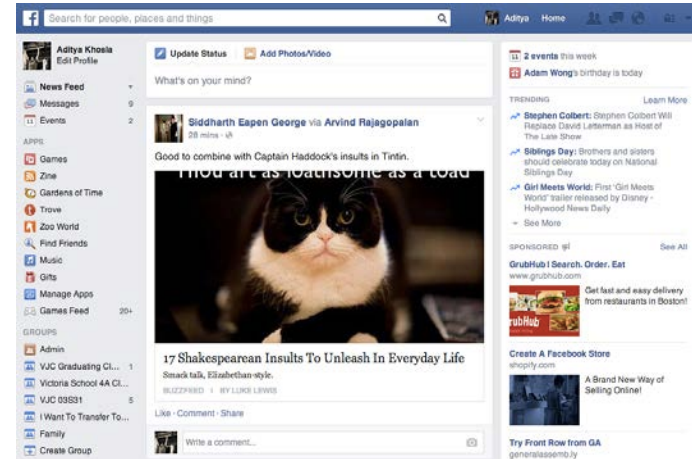 Search for people, places and things
Aditya Home
Aditya Khosla
Edit Profile
News Feed
Messages 9
Events 2
APPS
Games
Zine
Gardens of Time
Trove
Zoo World
Find Friends
Music
Gifts
Manage Apps
Games Feed 20+
GROUPS
Admin
VJC Graduating Cl... 1
Victoria School 4A Cl...
VJC 03S31 5
I Want To Transfer To...
Family
Create Group
Update Status Add Photos/Video
What's on your mind?
Siddharth Eapen George via Arvind Rajagopalan
28 mins
Good to combine with Captain Haddock's insults in Tintin.
Thou art as loathsome as a toad
17 Shakespearean Insults To Unleash In Everyday Life
Smack talk, Elizabethan-style.
BUZZFEED | BY LUKE LEWIS
Like · Comment · Share
Write a comment...
2 events this week
Adam Wong's birthday is today
TRENDING Learn More
Stephen Colbert: Stephen Colbert Will
Replace David Letterman as Host of
The Late Show
Siblings Day: Brothers and sisters
should celebrate today on National
Siblings Day
Girl Meets World: First 'Girl Meets
World' trailer released by Disney -
Hollywood News Daily
See More
SPONSORED See All
GrubHub | Search. Order. Eat
www.grubhub.com
Get fast and easy delivery
from restaurants in Boston!
GrubHub
Create A Facebook Store
shopify.com
A Brand New Way of
Selling Online!
Try Front Row from GA
generalassemb.ly